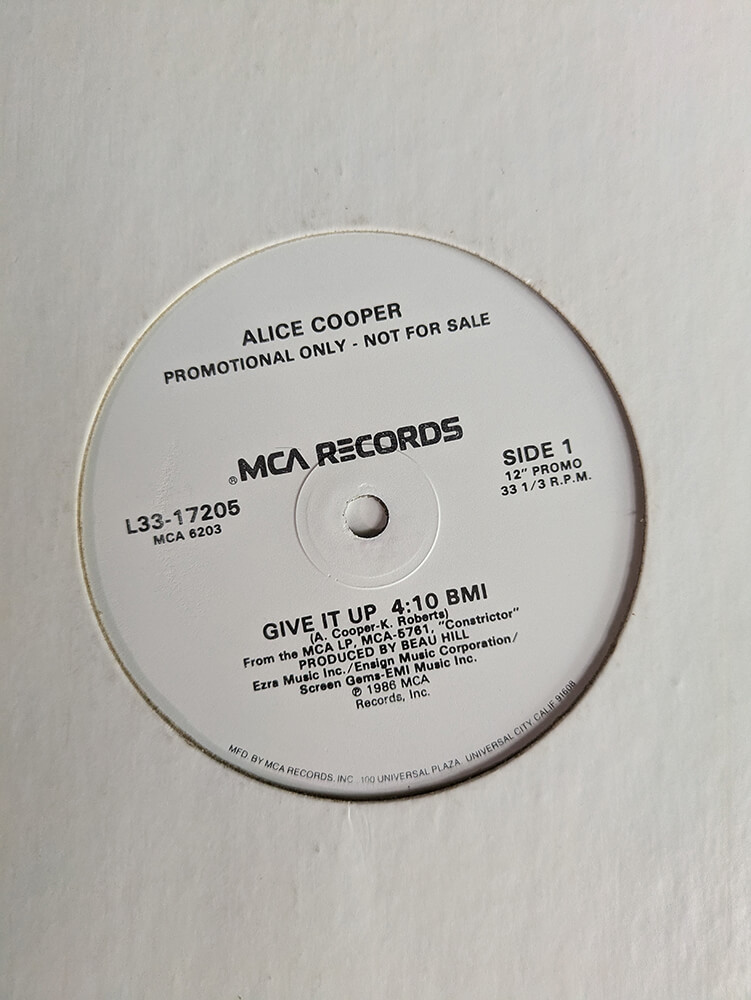 ALICE COOPER
PROMOTIONAL ONLY - NOT FOR SALE
®MCA RECORDS
SIDE 1
12" PROMO
33 1/3 R.P.M.
L33-17205
MCA 6203
GIVE IT UP 4:10 BMI
(A. Cooper-K. Roberts)
From the MCA LP, MCA-5761, "Constrictor"
PRODUCED BY BEAU HILL
Ezra Music Inc./Ensign Music Corporation/
Screen Gems-EMI Music Inc.
℗ 1986 MCA
Records, Inc.
MFD. BY MCA RECORDS, INC., 100 UNIVERSAL PLAZA, UNIVERSAL CITY, CALIF. 91608